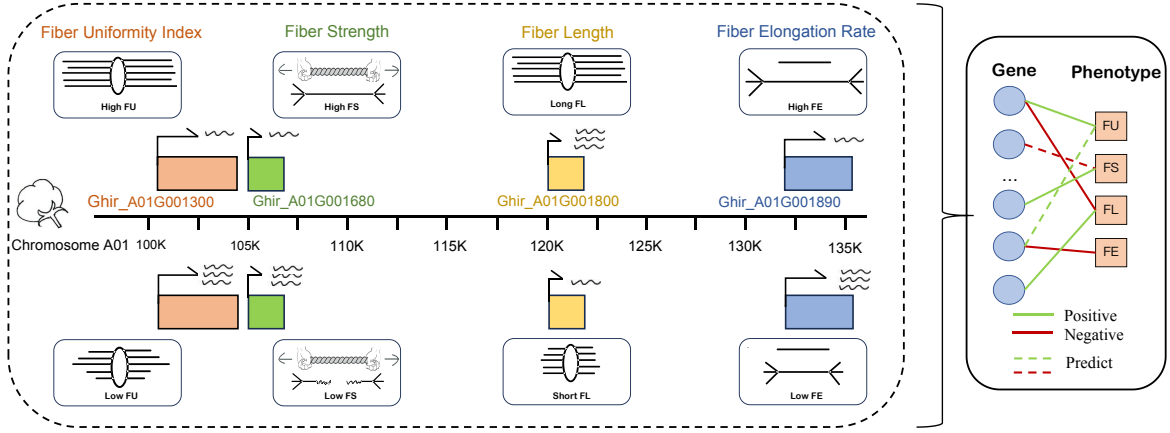 Fiber Uniformity Index
Fiber Strength
Fiber Length
Fiber Elongation Rate
High FU
High FS
Long FL
High FE
Ghir_A01G001300
Ghir_A01G001680
Ghir_A01G001800
Ghir_A01G001890
Chromosome A01
100K
105K
110K
115K
120K
125K
130K
135K
Low FU
Low FS
Short FL
Low FE
Gene
Phenotype
FU
FS
...
FL
FE
Positive
Negative
Predict